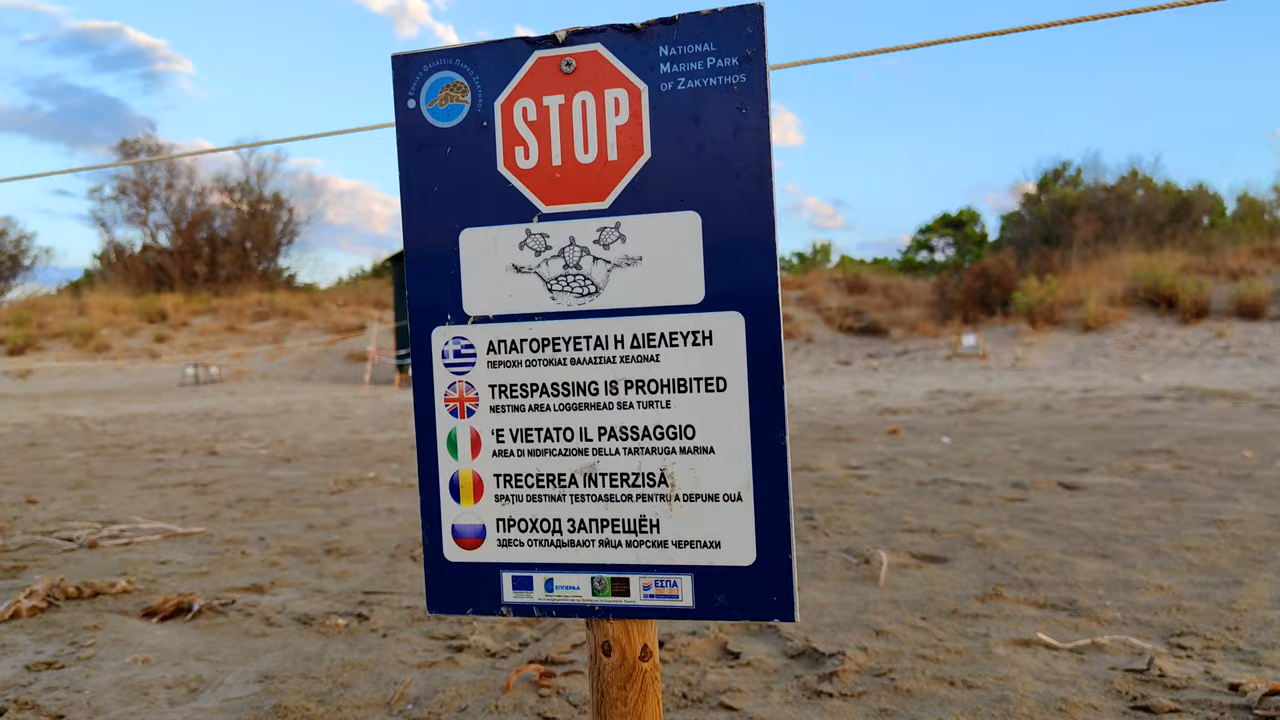 ΕΘΝΙΚΟ ΘΑΛΑΣΣΙΟ ΠΑΡΚΟ ΖΑΚΥΝΘΟΥ
STOP
NATIONAL
MARINE PARK
OF ZAKYNTHOS
ΑΠΑΓΟΡΕΥΕΤΑΙ Η ΔΙΕΛΕΥΣΗ
ΠΕΡΙΟΧΗ ΩΟΤΟΚΙΑΣ ΘΑΛΑΣΣΙΑΣ ΧΕΛΩΝΑΣ
TRESPASSING IS PROHIBITED
NESTING AREA LOGGERHEAD SEA TURTLE
'E VIETATO IL PASSAGGIO
AREA DI NIDIFICAZIONE DELLA TARTARUGA MARINA
TRECEREA INTERZISĂ
SPAȚIU DESTINAT ȚESTOASELOR PENTRU A DEPUNE OUĂ
ПРОХОД ЗАПРЕЩЁН
ЗДЕСЬ ОТКЛАДЫВАЮТ ЯЙЦА МОРСКИЕ ЧЕРЕПАХИ
ΕΠΠΕΡΑΑ
ΕΣΠΑ